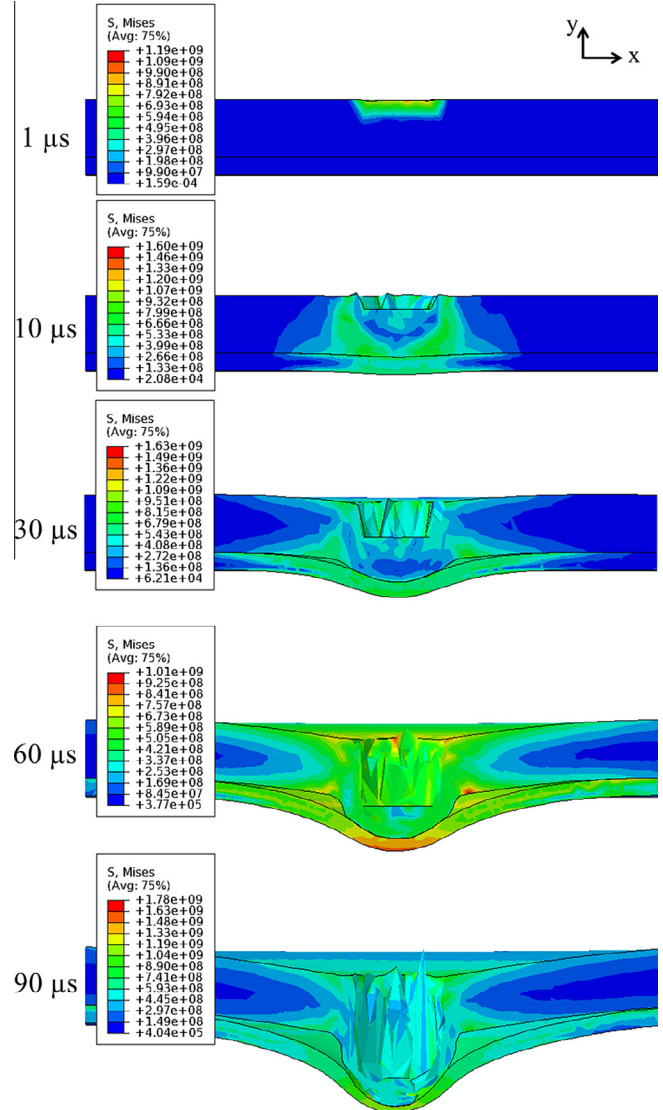 y
x
S, Mises
(Avg: 75%)
+1.19e+09
+1.09e+09
+9.90e+08
+8.91e+08
+7.92e+08
+6.93e+08
+5.94e+08
+4.95e+08
+3.96e+08
+2.97e+08
+1.98e+08
+9.90e+07
+1.59e-04
1 μs
S, Mises
(Avg: 75%)
+1.60e+09
+1.46e+09
+1.33e+09
+1.20e+09
+1.07e+09
+9.32e+08
+7.99e+08
+6.66e+08
+5.33e+08
+3.99e+08
+2.66e+08
+1.33e+08
+2.08e+04
10 μs
S, Mises
(Avg: 75%)
+1.63e+09
+1.49e+09
+1.36e+09
+1.22e+09
+1.09e+09
+9.51e+08
+8.15e+08
+6.79e+08
+5.43e+08
+4.08e+08
+2.72e+08
+1.36e+08
+6.21e+04
30 μs
S, Mises
(Avg: 75%)
+1.01e+09
+9.25e+08
+8.41e+08
+7.57e+08
+6.73e+08
+5.89e+08
+5.05e+08
+4.21e+08
+3.37e+08
+2.53e+08
+1.69e+08
+8.45e+07
+3.77e+05
60 μs
S, Mises
(Avg: 75%)
+1.78e+09
+1.63e+09
+1.48e+09
+1.33e+09
+1.19e+09
+1.04e+09
+8.90e+08
+7.41e+08
+5.93e+08
+4.45e+08
+2.97e+08
+1.49e+08
+4.04e+05
90 μs